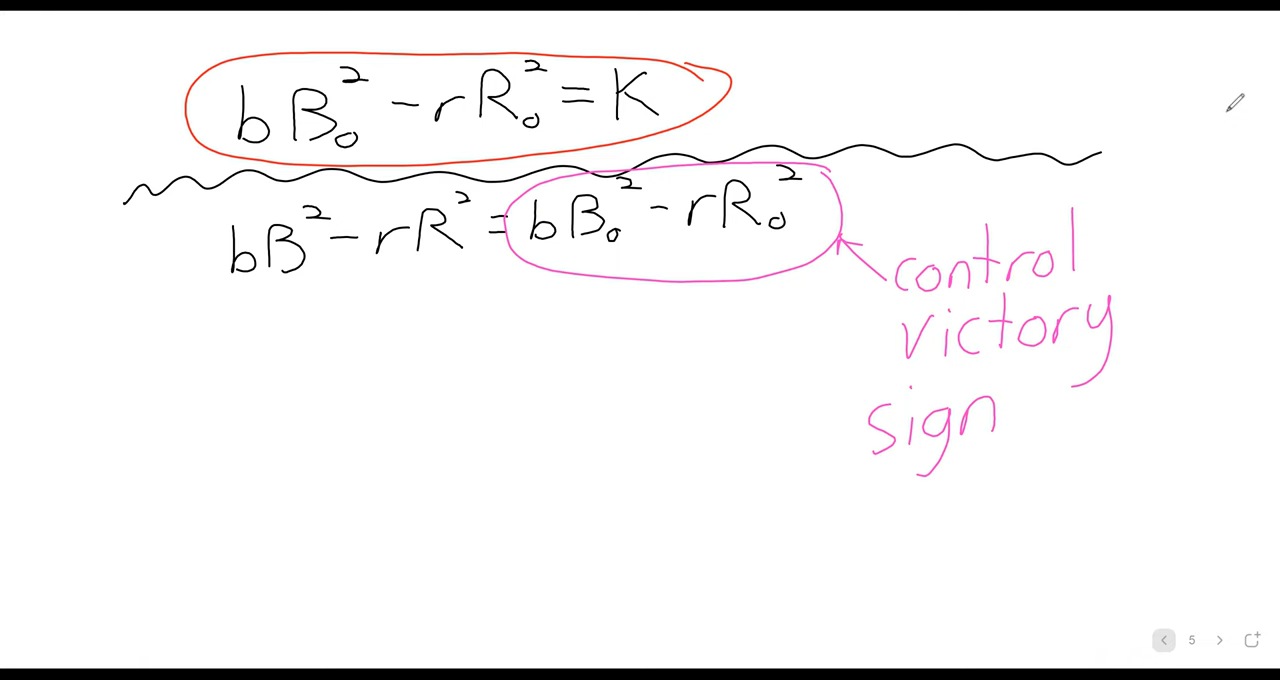 bB₀² - rR₀² = K
bB² - rR² = bB₀² - rR₀²
control
victory
sign
5